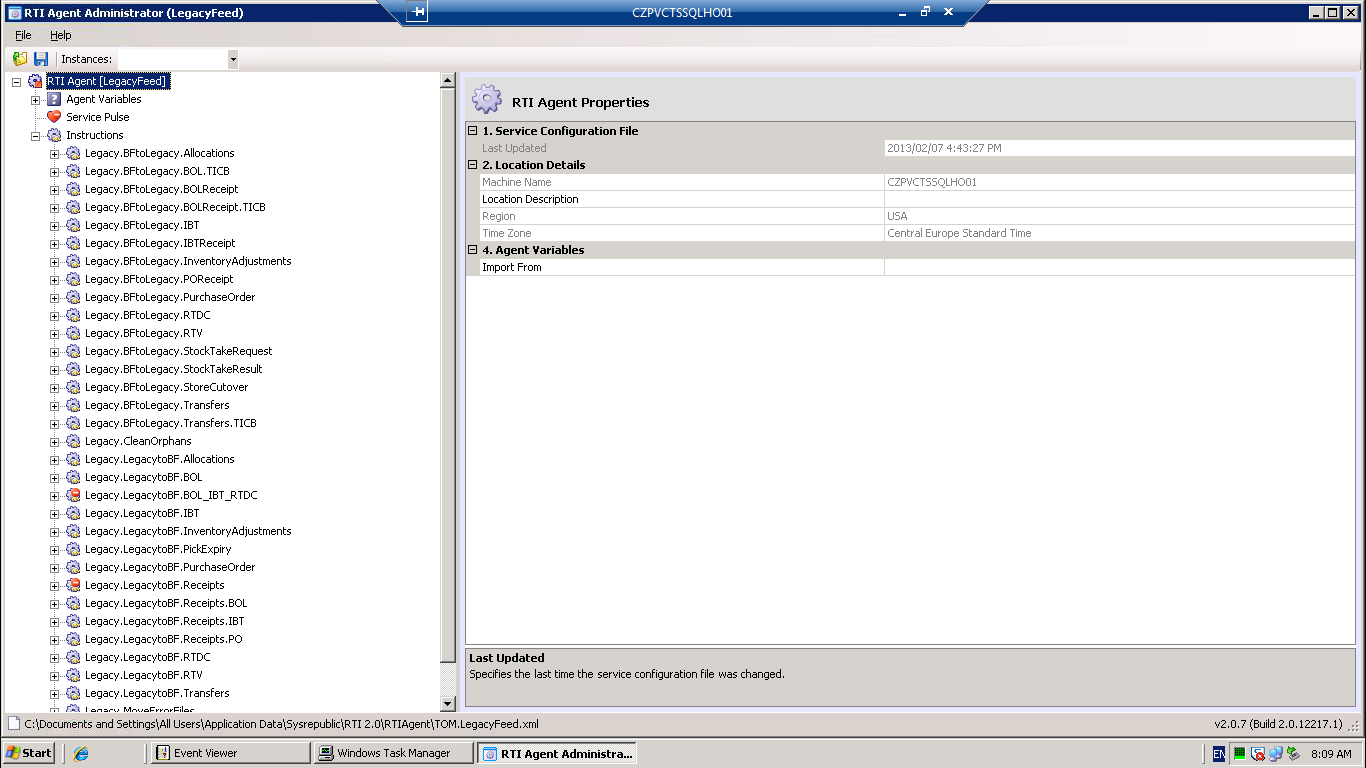 RTI Agent Administrator (LegacyFeed)
CZPVCTSSQLHO01
File Help
Instances:
RTI Agent [LegacyFeed]
Agent Variables
Service Pulse
Instructions
Legacy.BFtoLegacy.Allocations
Legacy.BFtoLegacy.BOL.TICB
Legacy.BFtoLegacy.BOLReceipt
Legacy.BFtoLegacy.BOLReceipt.TICB
Legacy.BFtoLegacy.IBT
Legacy.BFtoLegacy.IBTReceipt
Legacy.BFtoLegacy.InventoryAdjustments
Legacy.BFtoLegacy.POReceipt
Legacy.BFtoLegacy.PurchaseOrder
Legacy.BFtoLegacy.RTDC
Legacy.BFtoLegacy.RTV
Legacy.BFtoLegacy.StockTakeRequest
Legacy.BFtoLegacy.StockTakeResult
Legacy.BFtoLegacy.StoreCutover
Legacy.BFtoLegacy.Transfers
Legacy.BFtoLegacy.Transfers.TICB
Legacy.CleanOrphans
Legacy.LegacytoBF.Allocations
Legacy.LegacytoBF.BOL
Legacy.LegacytoBF.BOL_IBT_RTDC
Legacy.LegacytoBF.IBT
Legacy.LegacytoBF.InventoryAdjustments
Legacy.LegacytoBF.PickExpiry
Legacy.LegacytoBF.PurchaseOrder
Legacy.LegacytoBF.Receipts
Legacy.LegacytoBF.Receipts.BOL
Legacy.LegacytoBF.Receipts.IBT
Legacy.LegacytoBF.Receipts.PO
Legacy.LegacytoBF.RTDC
Legacy.LegacytoBF.RTV
Legacy.LegacytoBF.Transfers
Legacy.MoveErrorFiles
RTI Agent Properties
1. Service Configuration File
Last Updated 2013/02/07 4:43:27 PM
2. Location Details
Machine Name CZPVCTSSQLHO01
Location Description
Region USA
Time Zone Central Europe Standard Time
4. Agent Variables
Import From
Last Updated
Specifies the last time the service configuration file was changed.
C:\Documents and Settings\All Users\Application Data\Sysrepublic\RTI 2.0\RTIAgent\TOM.LegacyFeed.xml
v2.0.7 (Build 2.0.12217.1)
Start
Event Viewer
Windows Task Manager
RTI Agent Administra...
EN
8:09 AM